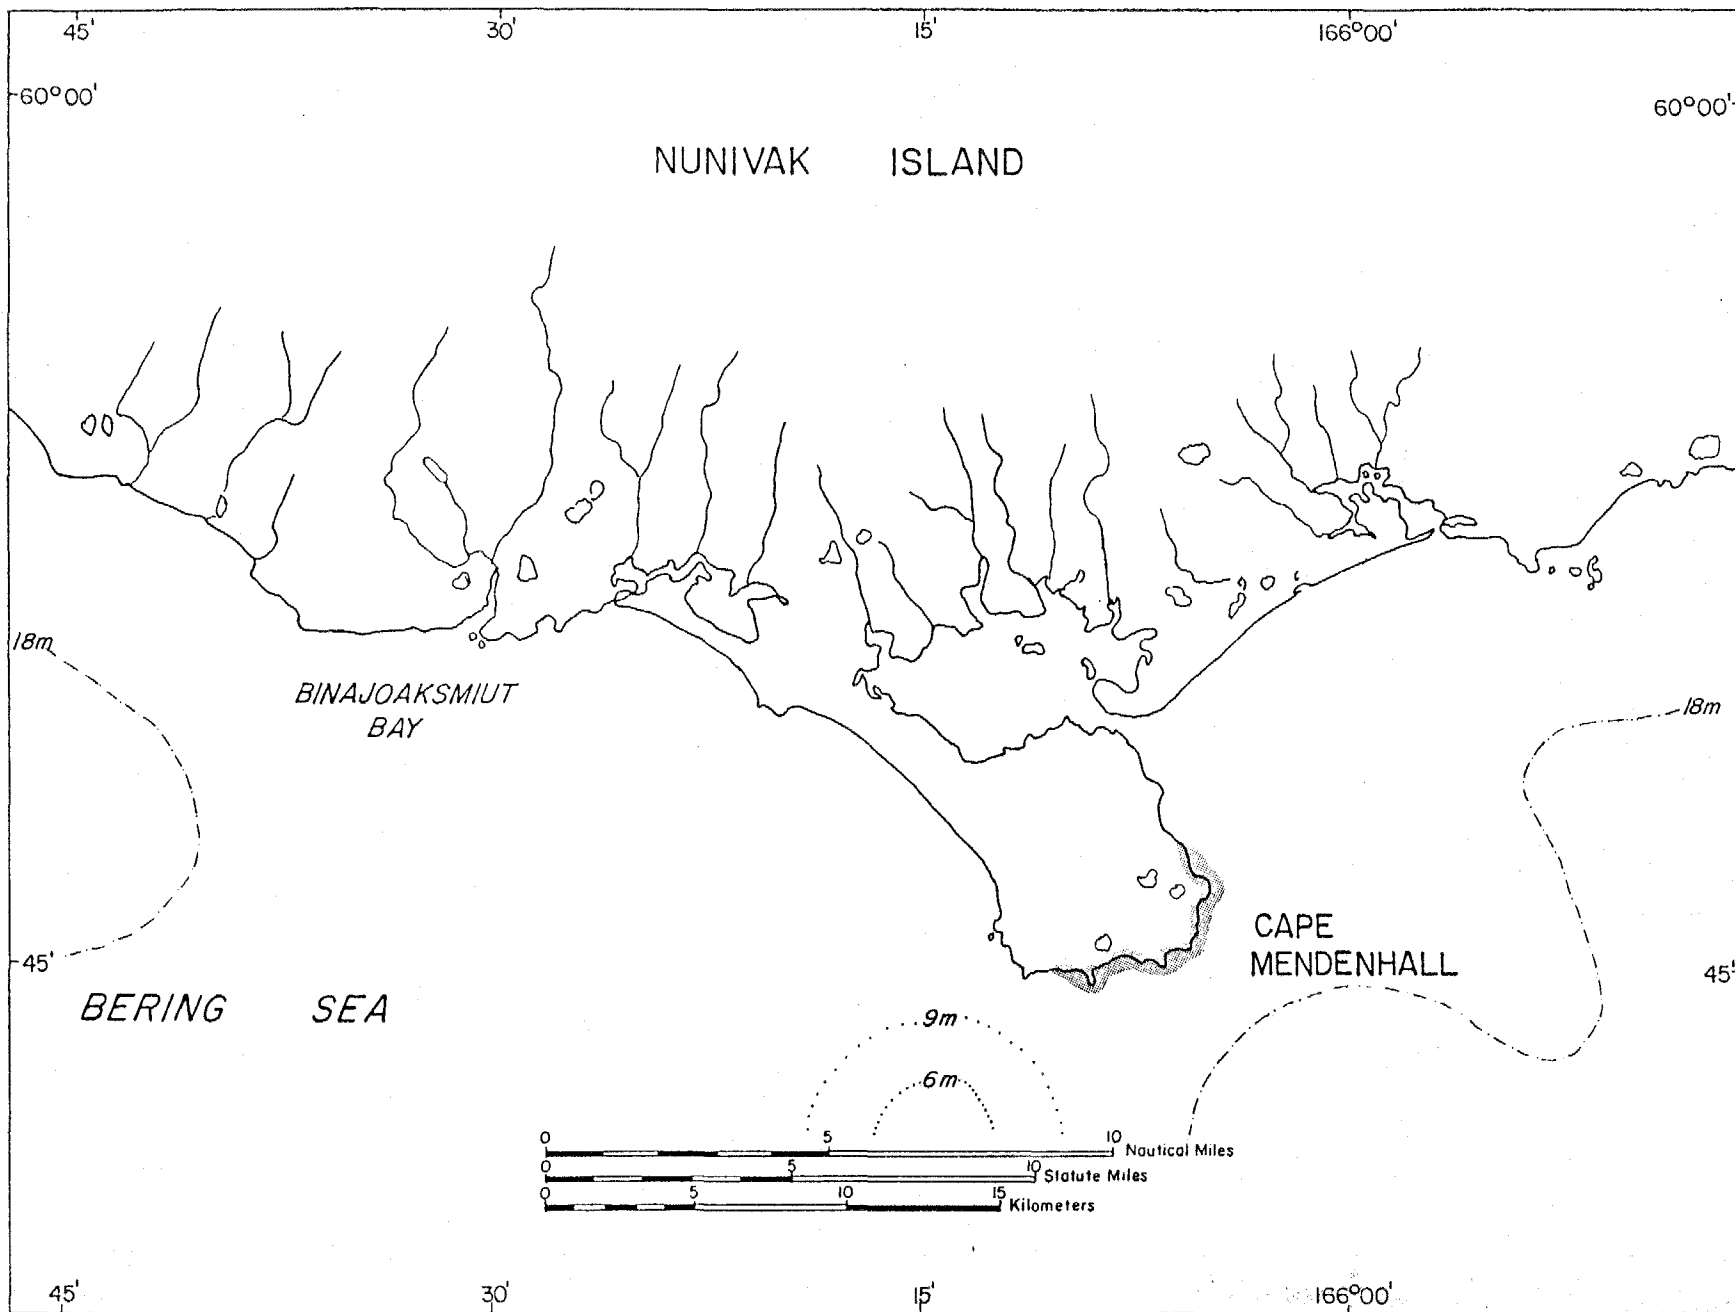 45' 30' 15' 166°00'
60°00' 60°00'
NUNIVAK ISLAND
18m
BINAJOAKSMIUT
BAY
18m
CAPE
MENDENHALL
45' 45'
BERING SEA
9m
6m
0 5 10 Nautical Miles
0 5 10 Statute Miles
0 5 10 15 Kilometers
45' 30' 15' 166°00'